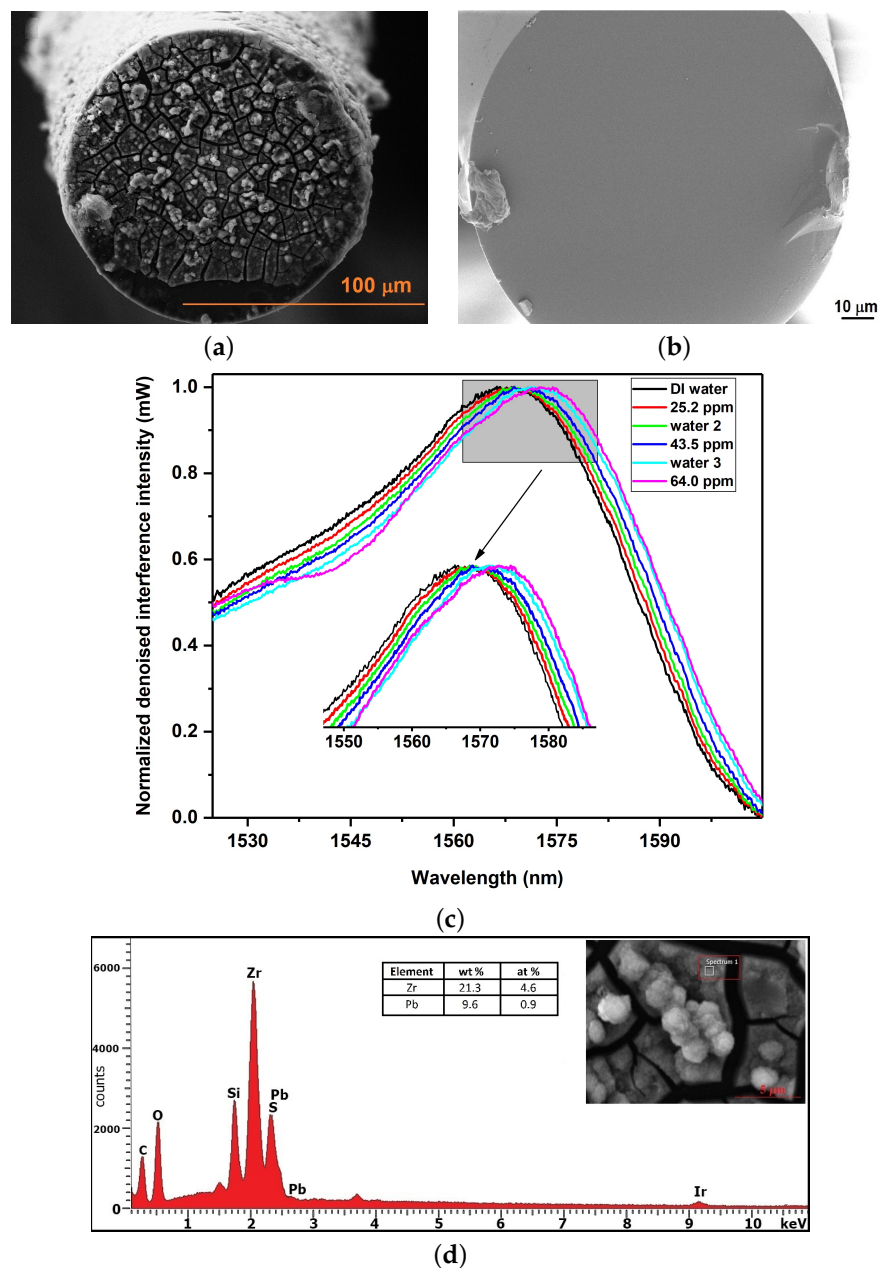 100 μm
10 μm
(a)
(b)
Normalized denoised interference intensity (mW)
1.0
0.8
0.6
0.4
0.2
0.0
DI water
25.2 ppm
water 2
43.5 ppm
water 3
64.0 ppm
1550 1560 1570 1580
1530 1545 1560 1575 1590
Wavelength (nm)
(c)
counts
6000
4000
2000
0
C
O
Si
Zr
Pb
S
Pb
Ir
Element wt % at %
Zr 21.3 4.6
Pb 9.6 0.9
Spectrum 1
5 μm
1 2 3 4 5 6 7 8 9 10 keV
(d)